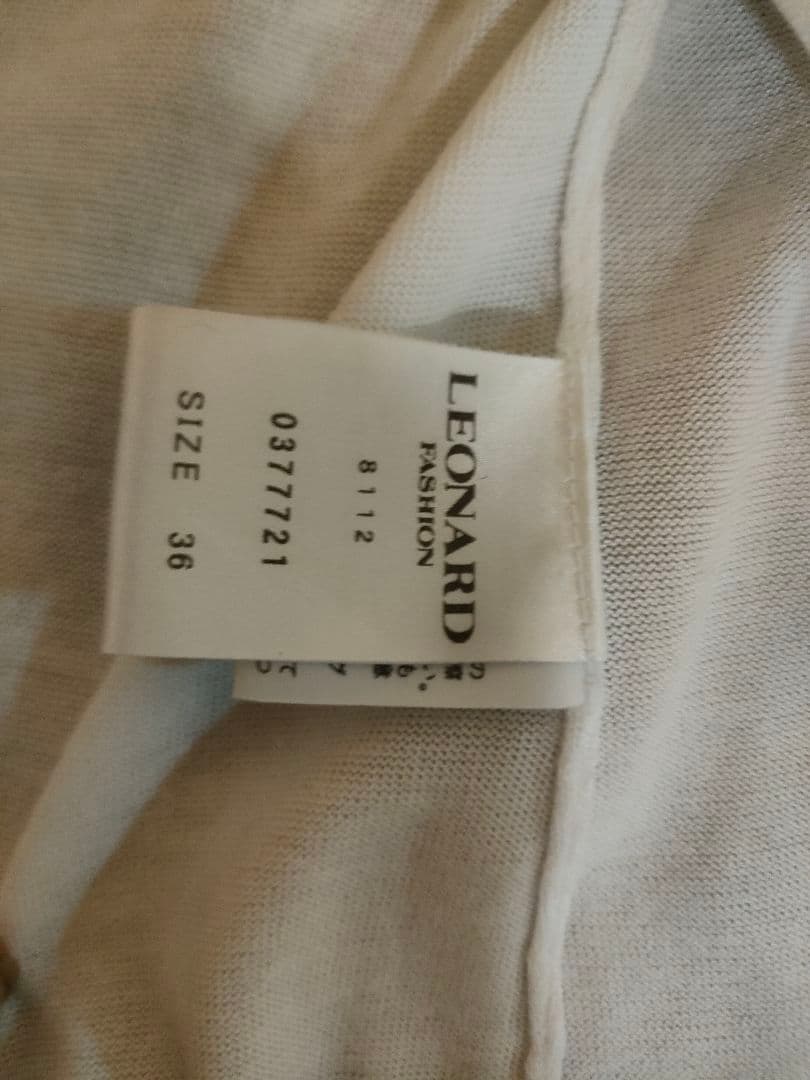 LEONARD
FASHION
8112
0377721
SIZE 36